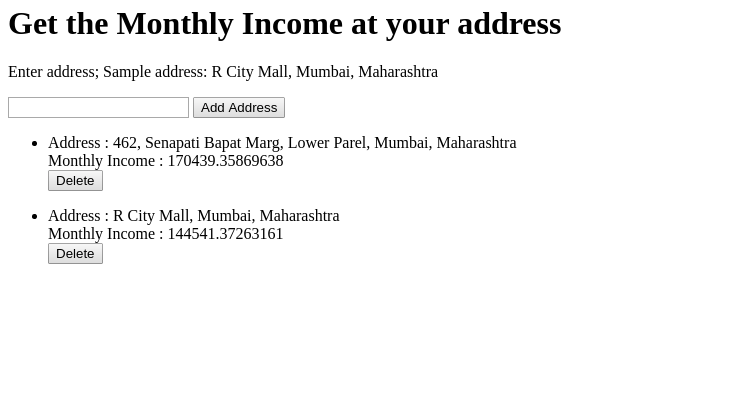 Get the Monthly Income at your address
Enter address; Sample address: R City Mall, Mumbai, Maharashtra
Add Address
Address : 462, Senapati Bapat Marg, Lower Parel, Mumbai, Maharashtra
Monthly Income : 170439.35869638
Delete
Address : R City Mall, Mumbai, Maharashtra
Monthly Income : 144541.37263161
Delete